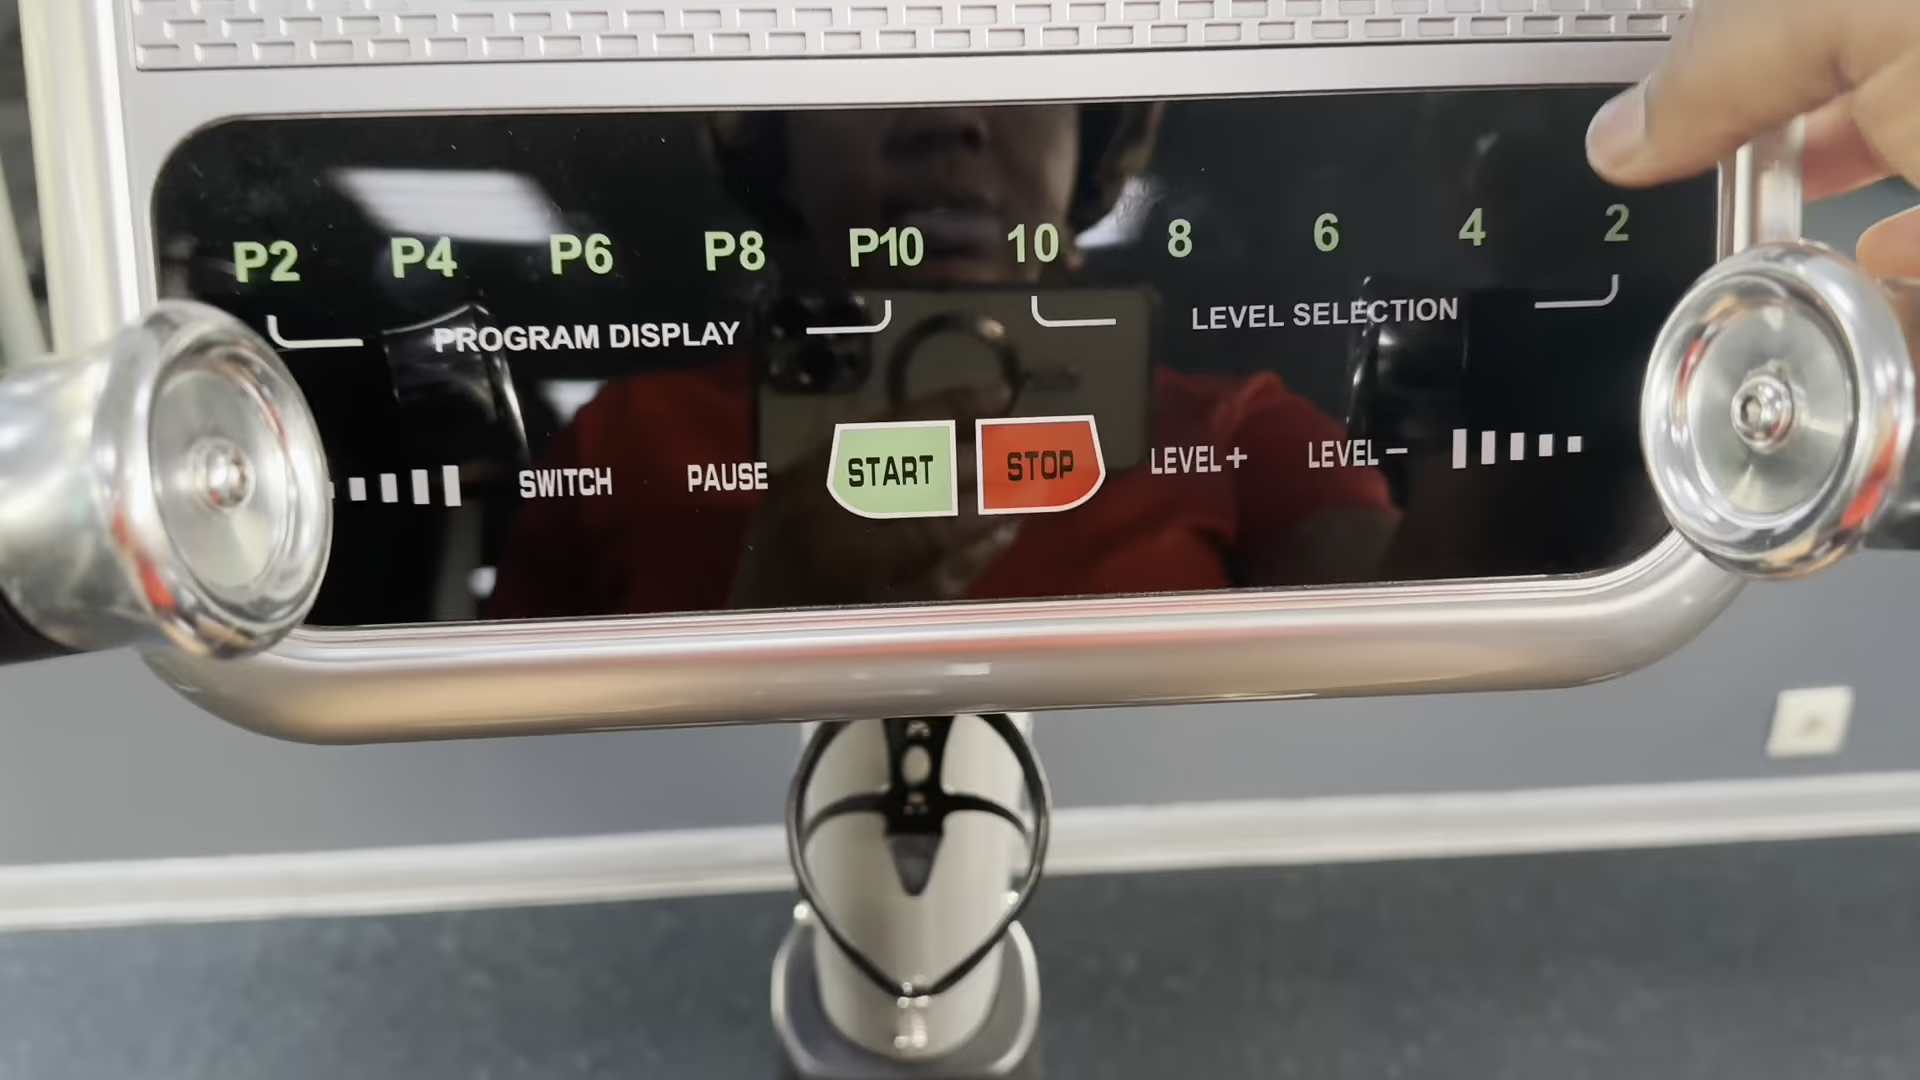 P2 P4 P6 P8 P10 10 8 6 4 2
PROGRAM DISPLAY LEVEL SELECTION
SWITCH PAUSE START STOP LEVEL+ LEVEL-